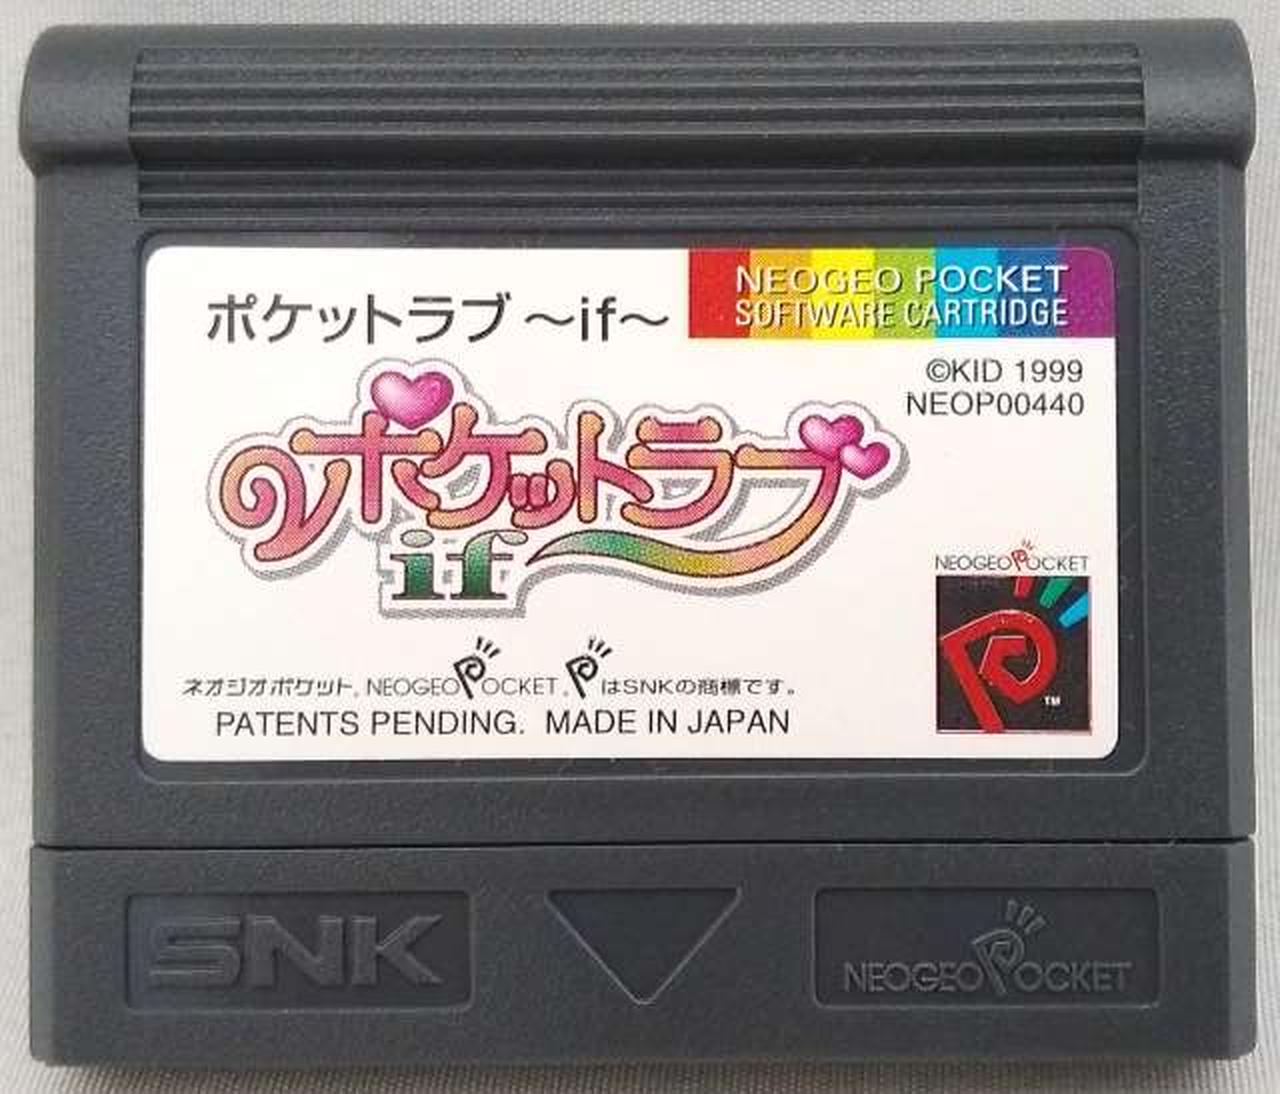 NEOGEO POCKET
SOFTWARE CARTRIDGE
ポケットラブ ～if～
©KID 1999
NEOP00440
ポケットラブ
if
NEOGEO POCKET
TM
ネオジオポケット, NEOGEO POCKET, P はSNKの商標です。
PATENTS PENDING. MADE IN JAPAN
SNK
NEOGEO POCKET